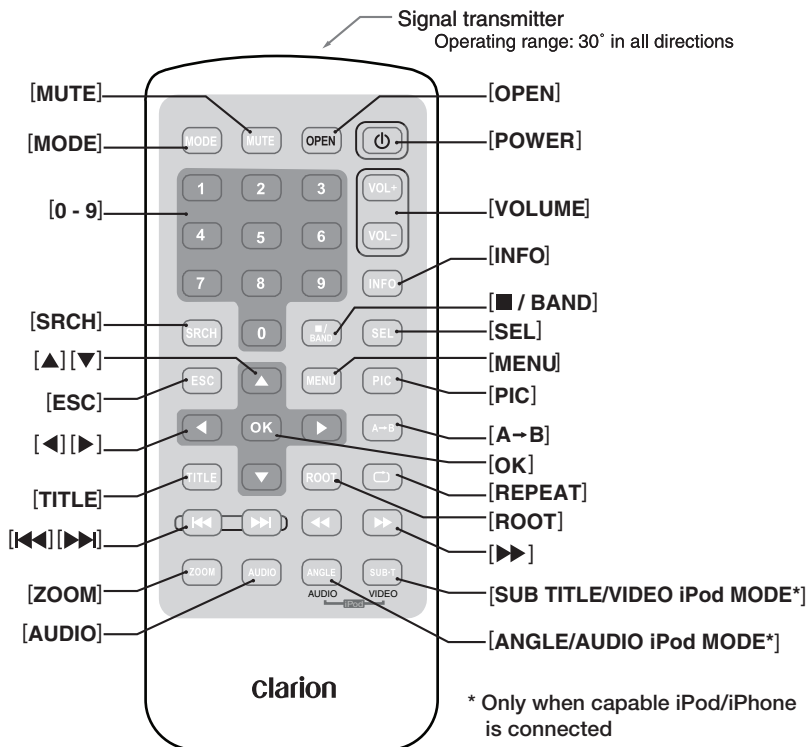 Signal transmitter
Operating range: 30˚ in all directions
[MUTE]
[MODE]
[0 - 9]
[SRCH]
[▲][▼]
[ESC]
[◀][▶]
[TITLE]
[I◀◀][▶▶I]
[ZOOM]
[AUDIO]
[OPEN]
[POWER]
[VOLUME]
[INFO]
[■ / BAND]
[SEL]
[MENU]
[PIC]
[A→B]
[OK]
[REPEAT]
[ROOT]
[▶▶]
[SUB TITLE/VIDEO iPod MODE*]
[ANGLE/AUDIO iPod MODE*]
MODE MUTE OPEN
1 2 3 VOL+
4 5 6 VOL−
7 8 9 INFO
SRCH 0 ■/ SEL
BAND
ESC ▲ MENU PIC
◀ OK ▶ A→B
TITLE ▼ ROOT
I◀◀ ▶▶I ◀◀ ▶▶
ZOOM AUDIO ANGLE SUB-T
AUDIO VIDEO
iPod
clarion
* Only when capable iPod/iPhone
is connected